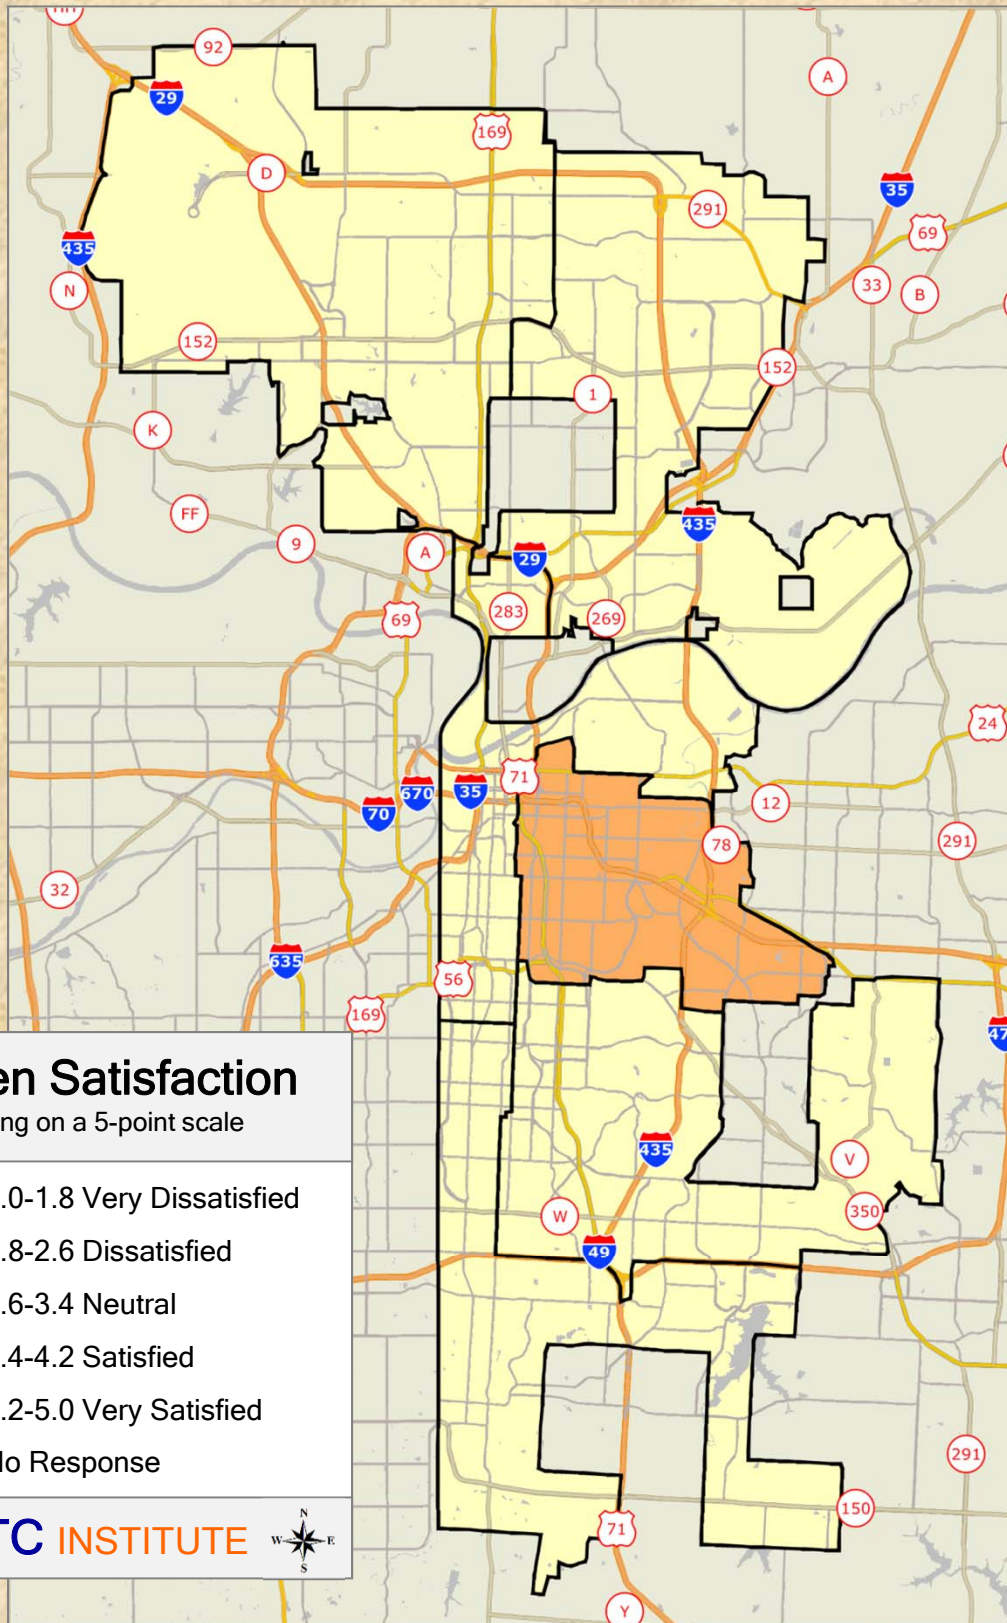 92
A
29
169
D
35
291
69
435
N
33
B
152
152
1
K
FF
435
9
A
29
283
269
69
24
71
670
35
70
12
78
291
32
635
56
169
47
en Satisfaction
ing on a 5-point scale
.0-1.8 Very Dissatisfied
.8-2.6 Dissatisfied
.6-3.4 Neutral
.4-4.2 Satisfied
.2-5.0 Very Satisfied
No Response
TC INSTITUTE
N
W E
S
435
V
350
W
49
291
150
71
Y